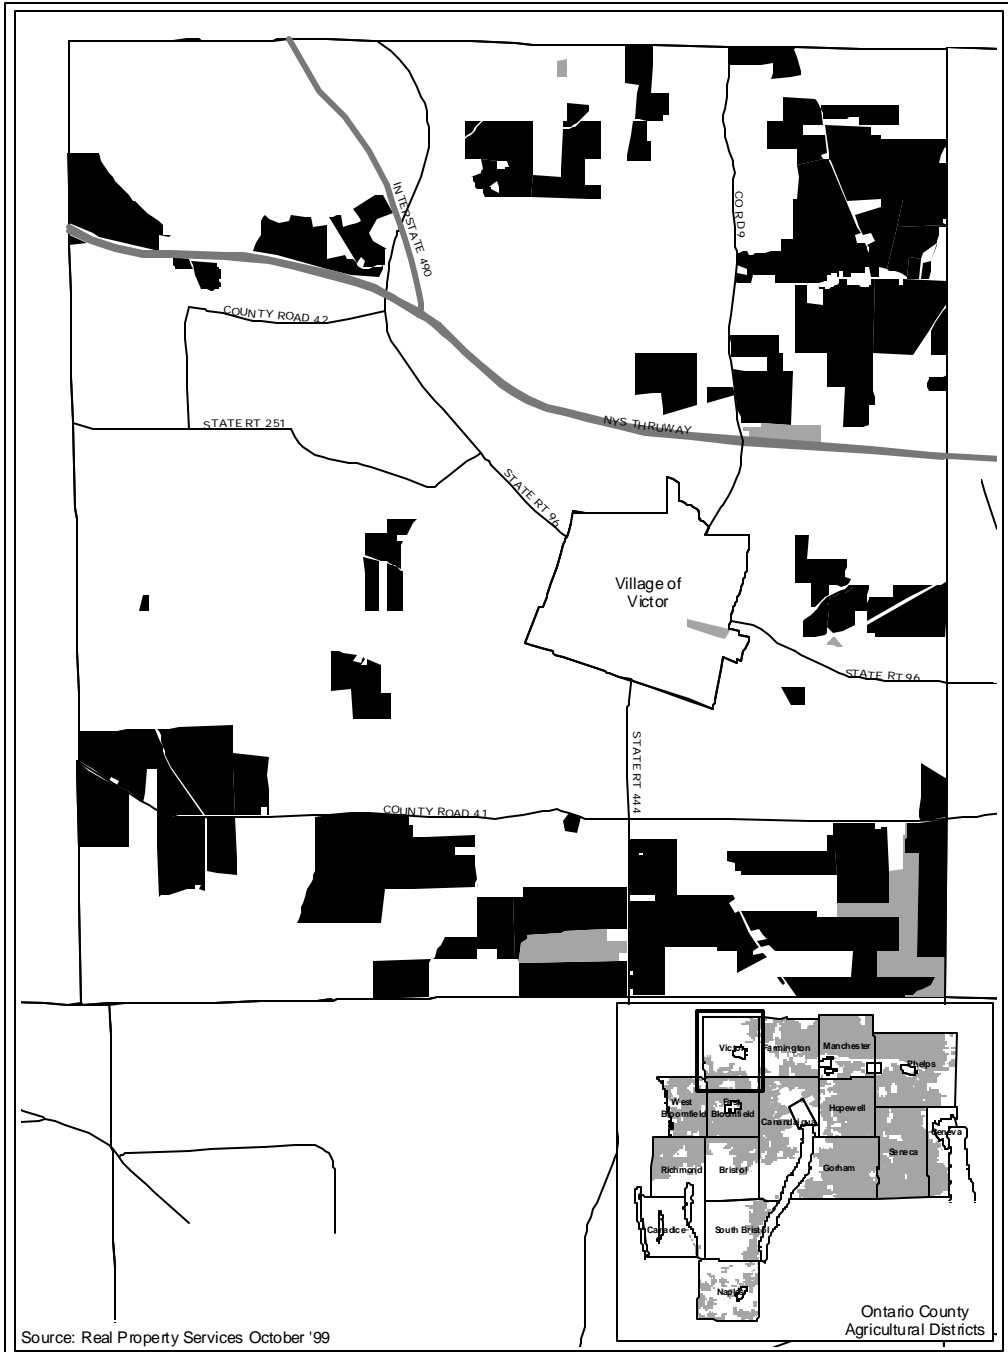 INTERSTATE 490
CO RD 9
COUNTY ROAD 42
STATE RT 251
NYS THRUWAY
STATE RT 96
Village of
Victor
STATE RT 96
STATE RT 444
COUNTY ROAD 41
Victor
Farmington
Manchester
Phelps
West
Bloomfield
East
Bloomfield
Canandaigua
Hopewell
Geneva
Seneca
Richmond
Bristol
Gorham
Canadice
South Bristol
Naples
Ontario County
Agricultural Districts
Source: Real Property Services October '99